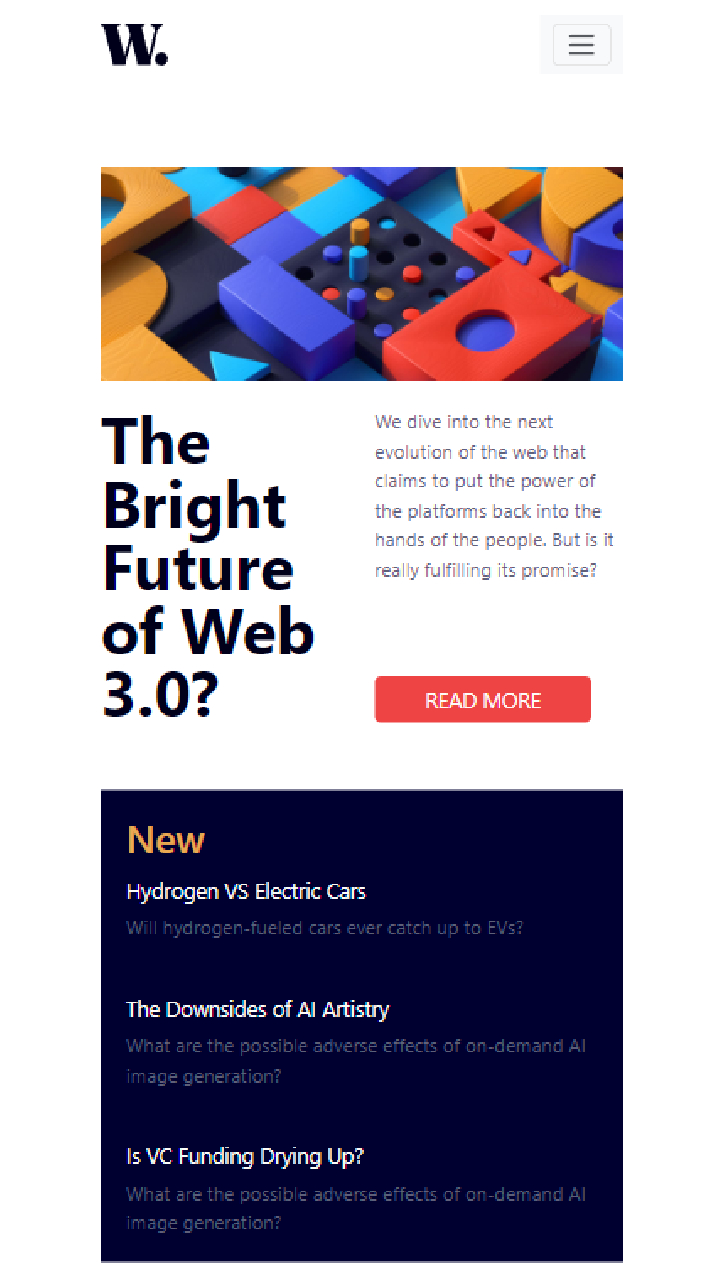 W.
The
Bright
Future
of Web
3.0?
We dive into the next
evolution of the web that
claims to put the power of
the platforms back into the
hands of the people. But is it
really fulfilling its promise?
READ MORE
New
Hydrogen VS Electric Cars
Will hydrogen-fueled cars ever catch up to EVs?
The Downsides of AI Artistry
What are the possible adverse effects of on-demand AI
image generation?
Is VC Funding Drying Up?
What are the possible adverse effects of on-demand AI
image generation?